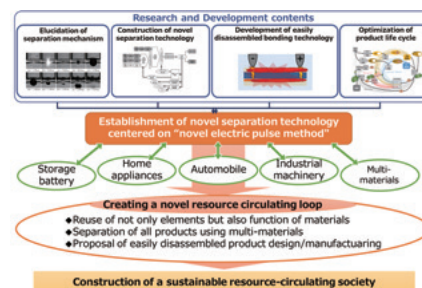 Research and Development contents
Elucidation of
separation mechanism
Construction of novel
separation technology
Development of easily
disassembled bonding technology
Optimization of
product life cycle
Establishment of novel separation technology
centered on "novel electric pulse method"
Storage
battery
Home
appliances
Automobile
Industrial
machinery
Multi-
materials
Creating a novel resource circulating loop
◆Reuse of not only elements but also function of materials
◆Separation of all products using multi-materials
◆Proposal of easily disassembled product design/manufactuaring
Construction of a sustainable resource-circulating society